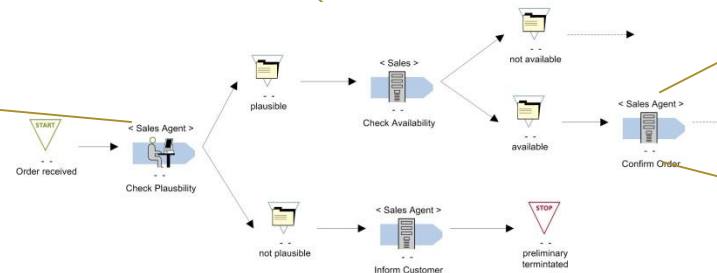 START
- -
Order received
< Sales Agent >
- -
Check Plausbility
- -
plausible
< Sales >
- -
Check Availability
- -
not available
- -
available
< Sales Agent >
- -
Confirm Order
- -
not plausible
< Sales Agent >
- -
Inform Customer
STOP
- -
preliminary
termintated